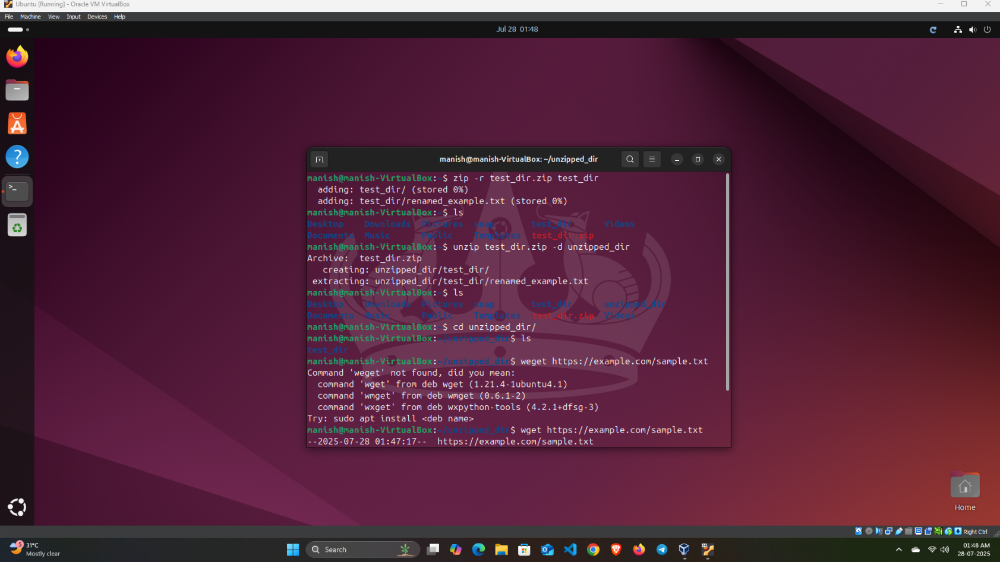 Ubuntu [Running] - Oracle VM VirtualBox
File Machine View Input Devices Help
Jul 28 01:48
manish@manish-VirtualBox: ~/unzipped_dir
manish@manish-VirtualBox:~$ zip -r test_dir.zip test_dir
  adding: test_dir/ (stored 0%)
  adding: test_dir/renamed_example.txt (stored 0%)
manish@manish-VirtualBox:~$ ls
Desktop Downloads Pictures snap test_dir Videos
Documents Music Public Templates test_dir.zip
manish@manish-VirtualBox:~$ unzip test_dir.zip -d unzipped_dir
Archive:  test_dir.zip
   creating: unzipped_dir/test_dir/
 extracting: unzipped_dir/test_dir/renamed_example.txt
manish@manish-VirtualBox:~$ ls
Desktop Downloads Pictures snap test_dir unzipped_dir
Documents Music Public Templates test_dir.zip Videos
manish@manish-VirtualBox:~$ cd unzipped_dir/
manish@manish-VirtualBox:~/unzipped_dir$ ls
test_dir
manish@manish-VirtualBox:~/unzipped_dir$ weget https://example.com/sample.txt
Command 'weget' not found, did you mean:
  command 'wget' from deb wget (1.21.4-1ubuntu4.1)
  command 'wmget' from deb wmget (0.6.1-2)
  command 'wxget' from deb wxpython-tools (4.2.1+dfsg-3)
Try: sudo apt install <deb name>
manish@manish-VirtualBox:~/unzipped_dir$ wget https://example.com/sample.txt
--2025-07-28 01:47:17--  https://example.com/sample.txt
Home
Right Ctrl
5
31°C
Mostly clear
Search
01:48 AM
28-07-2025